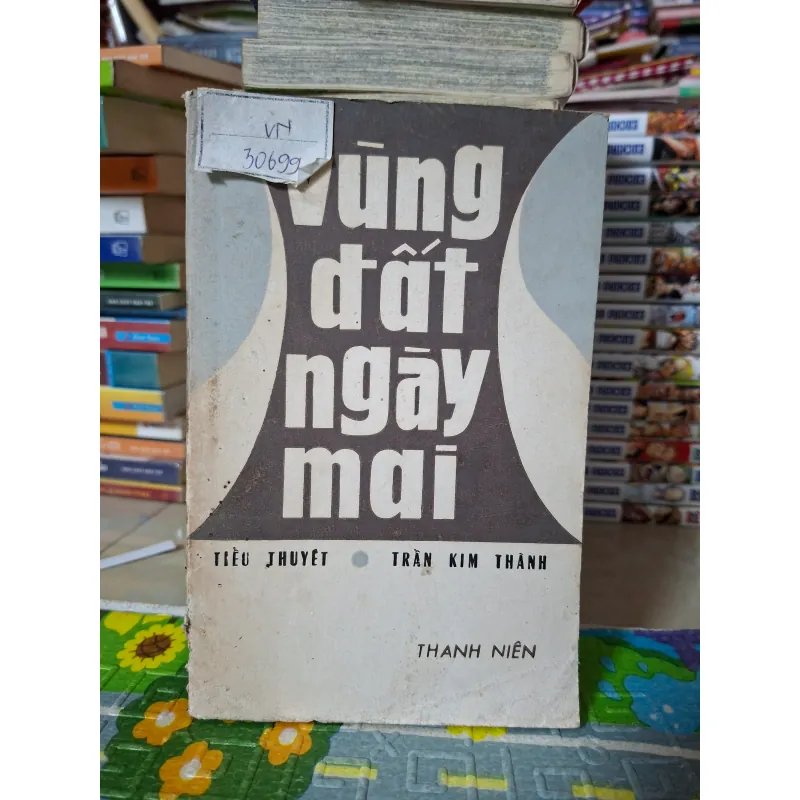 VN
30699
vùng
đất
ngày
mai
TIỂU THUYẾT TRẦN KIM THÀNH
THANH NIÊN